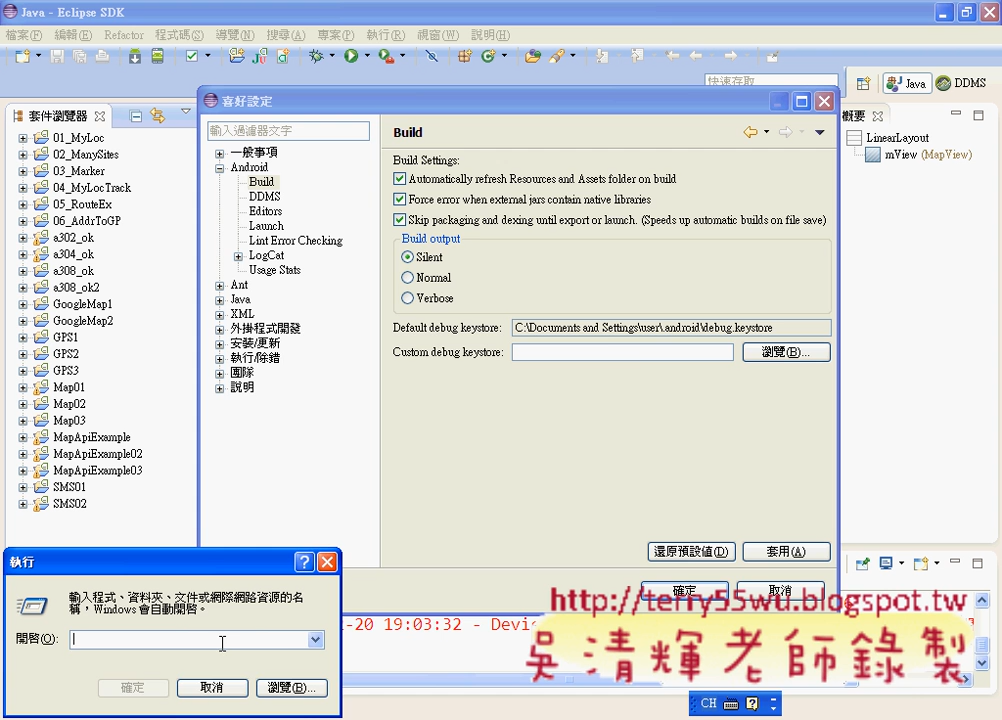 Java - Eclipse SDK
檔案(F) 編輯(E) Refactor 程式碼(S) 導覽(N) 搜尋(A) 專案(P) 執行(R) 視窗(W) 說明(H)
快速存取
Java
DDMS
套件瀏覽器
01_MyLoc
02_ManySites
03_Marker
04_MyLocTrack
05_RouteEx
06_AddrToGP
a302_ok
a304_ok
a308_ok
a308_ok2
GoogleMap1
GoogleMap2
GPS1
GPS2
GPS3
Map01
Map02
Map03
MapApiExample
MapApiExample02
MapApiExample03
SMS01
SMS02
喜好設定
輸入過濾器文字
一般事項
Android
Build
DDMS
Editors
Launch
Lint Error Checking
LogCat
Usage Stats
Ant
Java
XML
外掛程式開發
安裝/更新
執行/除錯
團隊
說明
Build
Build Settings:
Automatically refresh Resources and Assets folder on build
Force error when external jars contain native libraries
Skip packaging and dexing until export or launch. (Speeds up automatic builds on file save)
Build output
Silent
Normal
Verbose
Default debug keystore: C:\Documents and Settings\user\.android\debug.keystore
Custom debug keystore: 瀏覽(B)...
還原預設值(D) 套用(A)
確定 取消
概要
LinearLayout
mView (MapView)
-20 19:03:32 - Devic
http://terry55wu.blogspot.tw
吳清輝老師錄製
執行
輸入程式、資料夾、文件或網際網路資源的名
稱，Windows 會自動開啓。
開啓(O):
確定 取消 瀏覽(B)...
CH